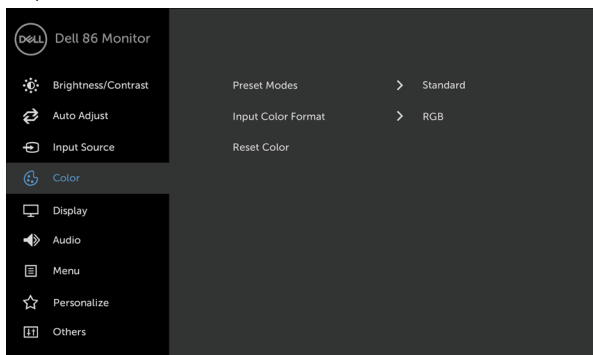 DELL Dell 86 Monitor
Brightness/Contrast
Auto Adjust
Input Source
Color
Display
Audio
Menu
Personalize
Others
Preset Modes > Standard
Input Color Format > RGB
Reset Color